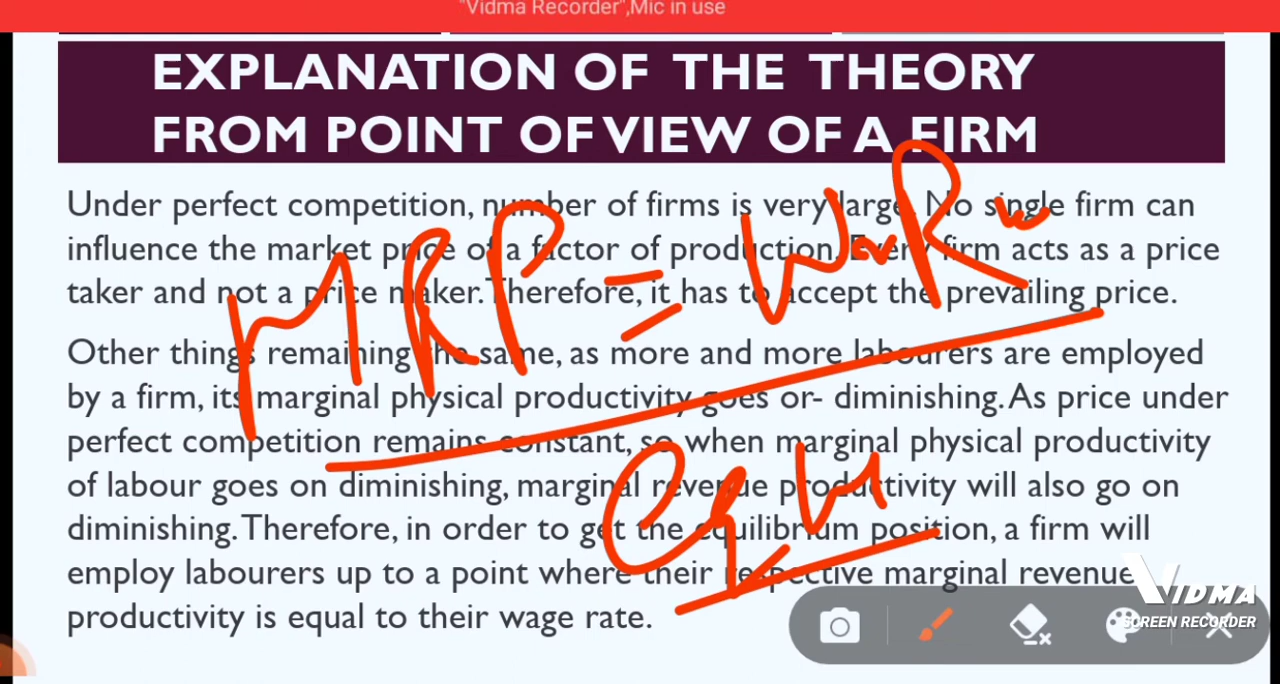 "Vidma Recorder",Mic in use
EXPLANATION OF THE THEORY
FROM POINT OF VIEW OF A FIRM
Under perfect competition, number of firms is very large. No single firm can
influence the market price of a factor of production. Every firm acts as a price
taker and not a price maker. Therefore, it has to accept the prevailing price.
Other things remaining the same, as more and more labourers are employed
by a firm, its marginal physical productivity goes or- diminishing. As price under
perfect competition remains constant, so when marginal physical productivity
of labour goes on diminishing, marginal revenue productivity will also go on
diminishing. Therefore, in order to get the equilibrium position, a firm will
employ labourers up to a point where their respective marginal revenue
productivity is equal to their wage rate.
MRP =
VIDMA
SCREEN RECORDER